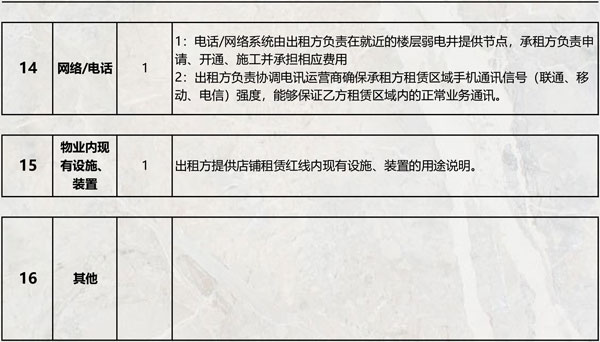 14
网络/电话
1
1：电话/网络系统由出租方负责在就近的楼层弱电井提供节点，承租方负责申
请、开通、施工并承担相应费用
2：出租方负责协调电讯运营商确保承租方租赁区域手机通讯信号（联通、移
动、电信）强度，能够保证乙方租赁区域内的正常业务通讯。
15
物业内现
有设施、
装置
1
出租方提供店铺租赁红线内现有设施、装置的用途说明。
16
其他